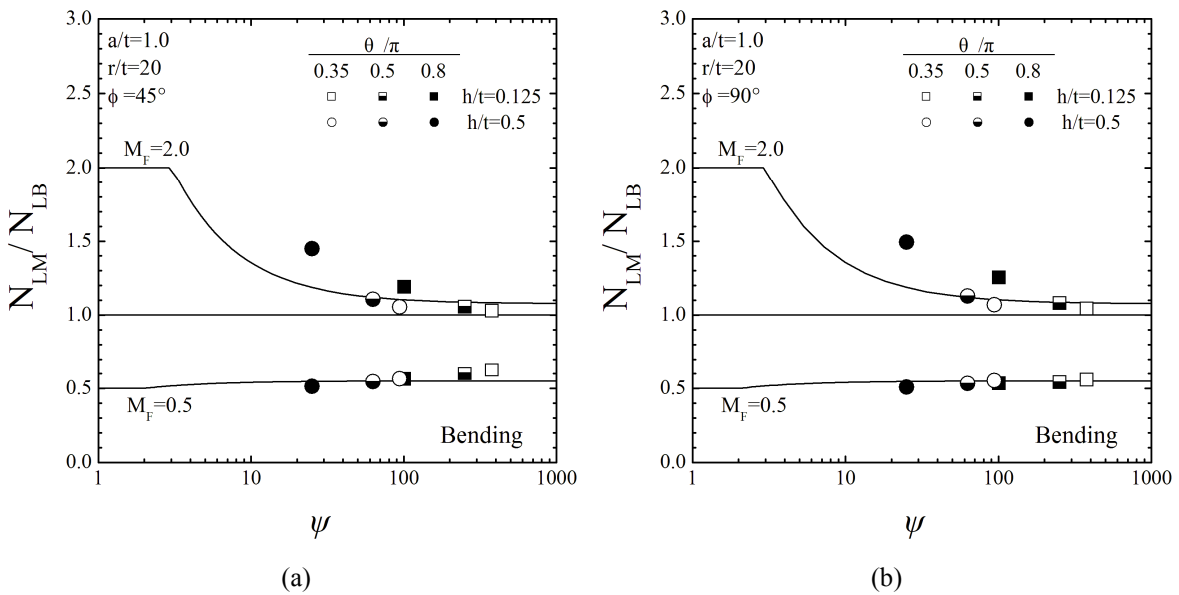 a/t=1.0
r/t=20
ϕ =45°
θ /π
0.35 0.5 0.8
h/t=0.125
h/t=0.5
M_F=2.0
M_F=0.5
Bending
N_LM/N_LB
3.0
2.5
2.0
1.5
1.0
0.5
0.0
1 10 100 1000
ψ
(a)
a/t=1.0
r/t=20
ϕ =90°
θ /π
0.35 0.5 0.8
h/t=0.125
h/t=0.5
M_F=2.0
M_F=0.5
Bending
N_LM/N_LB
3.0
2.5
2.0
1.5
1.0
0.5
0.0
1 10 100 1000
ψ
(b)